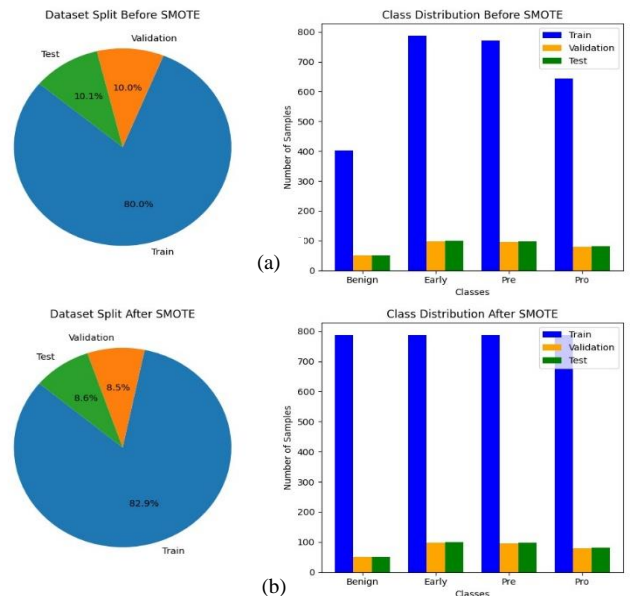 Dataset Split Before SMOTE
Validation
Test
10.0%
10.1%
80.0%
Train
Class Distribution Before SMOTE
Train
Validation
Test
Number of Samples
800
700
600
500
400
300
200
00
0
Benign
Early
Pre
Pro
Classes
(a)
Dataset Split After SMOTE
Validation
Test
8.5%
8.6%
82.9%
Train
Class Distribution After SMOTE
Train
Validation
Test
Number of Samples
800
700
600
500
400
300
200
100
0
Benign
Early
Pre
Pro
Classes
(b)